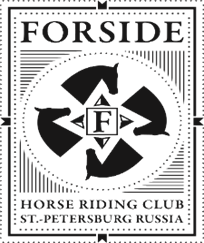 FORSIDE
F
HORSE RIDING CLUB
ST.-PETERSBURG RUSSIA